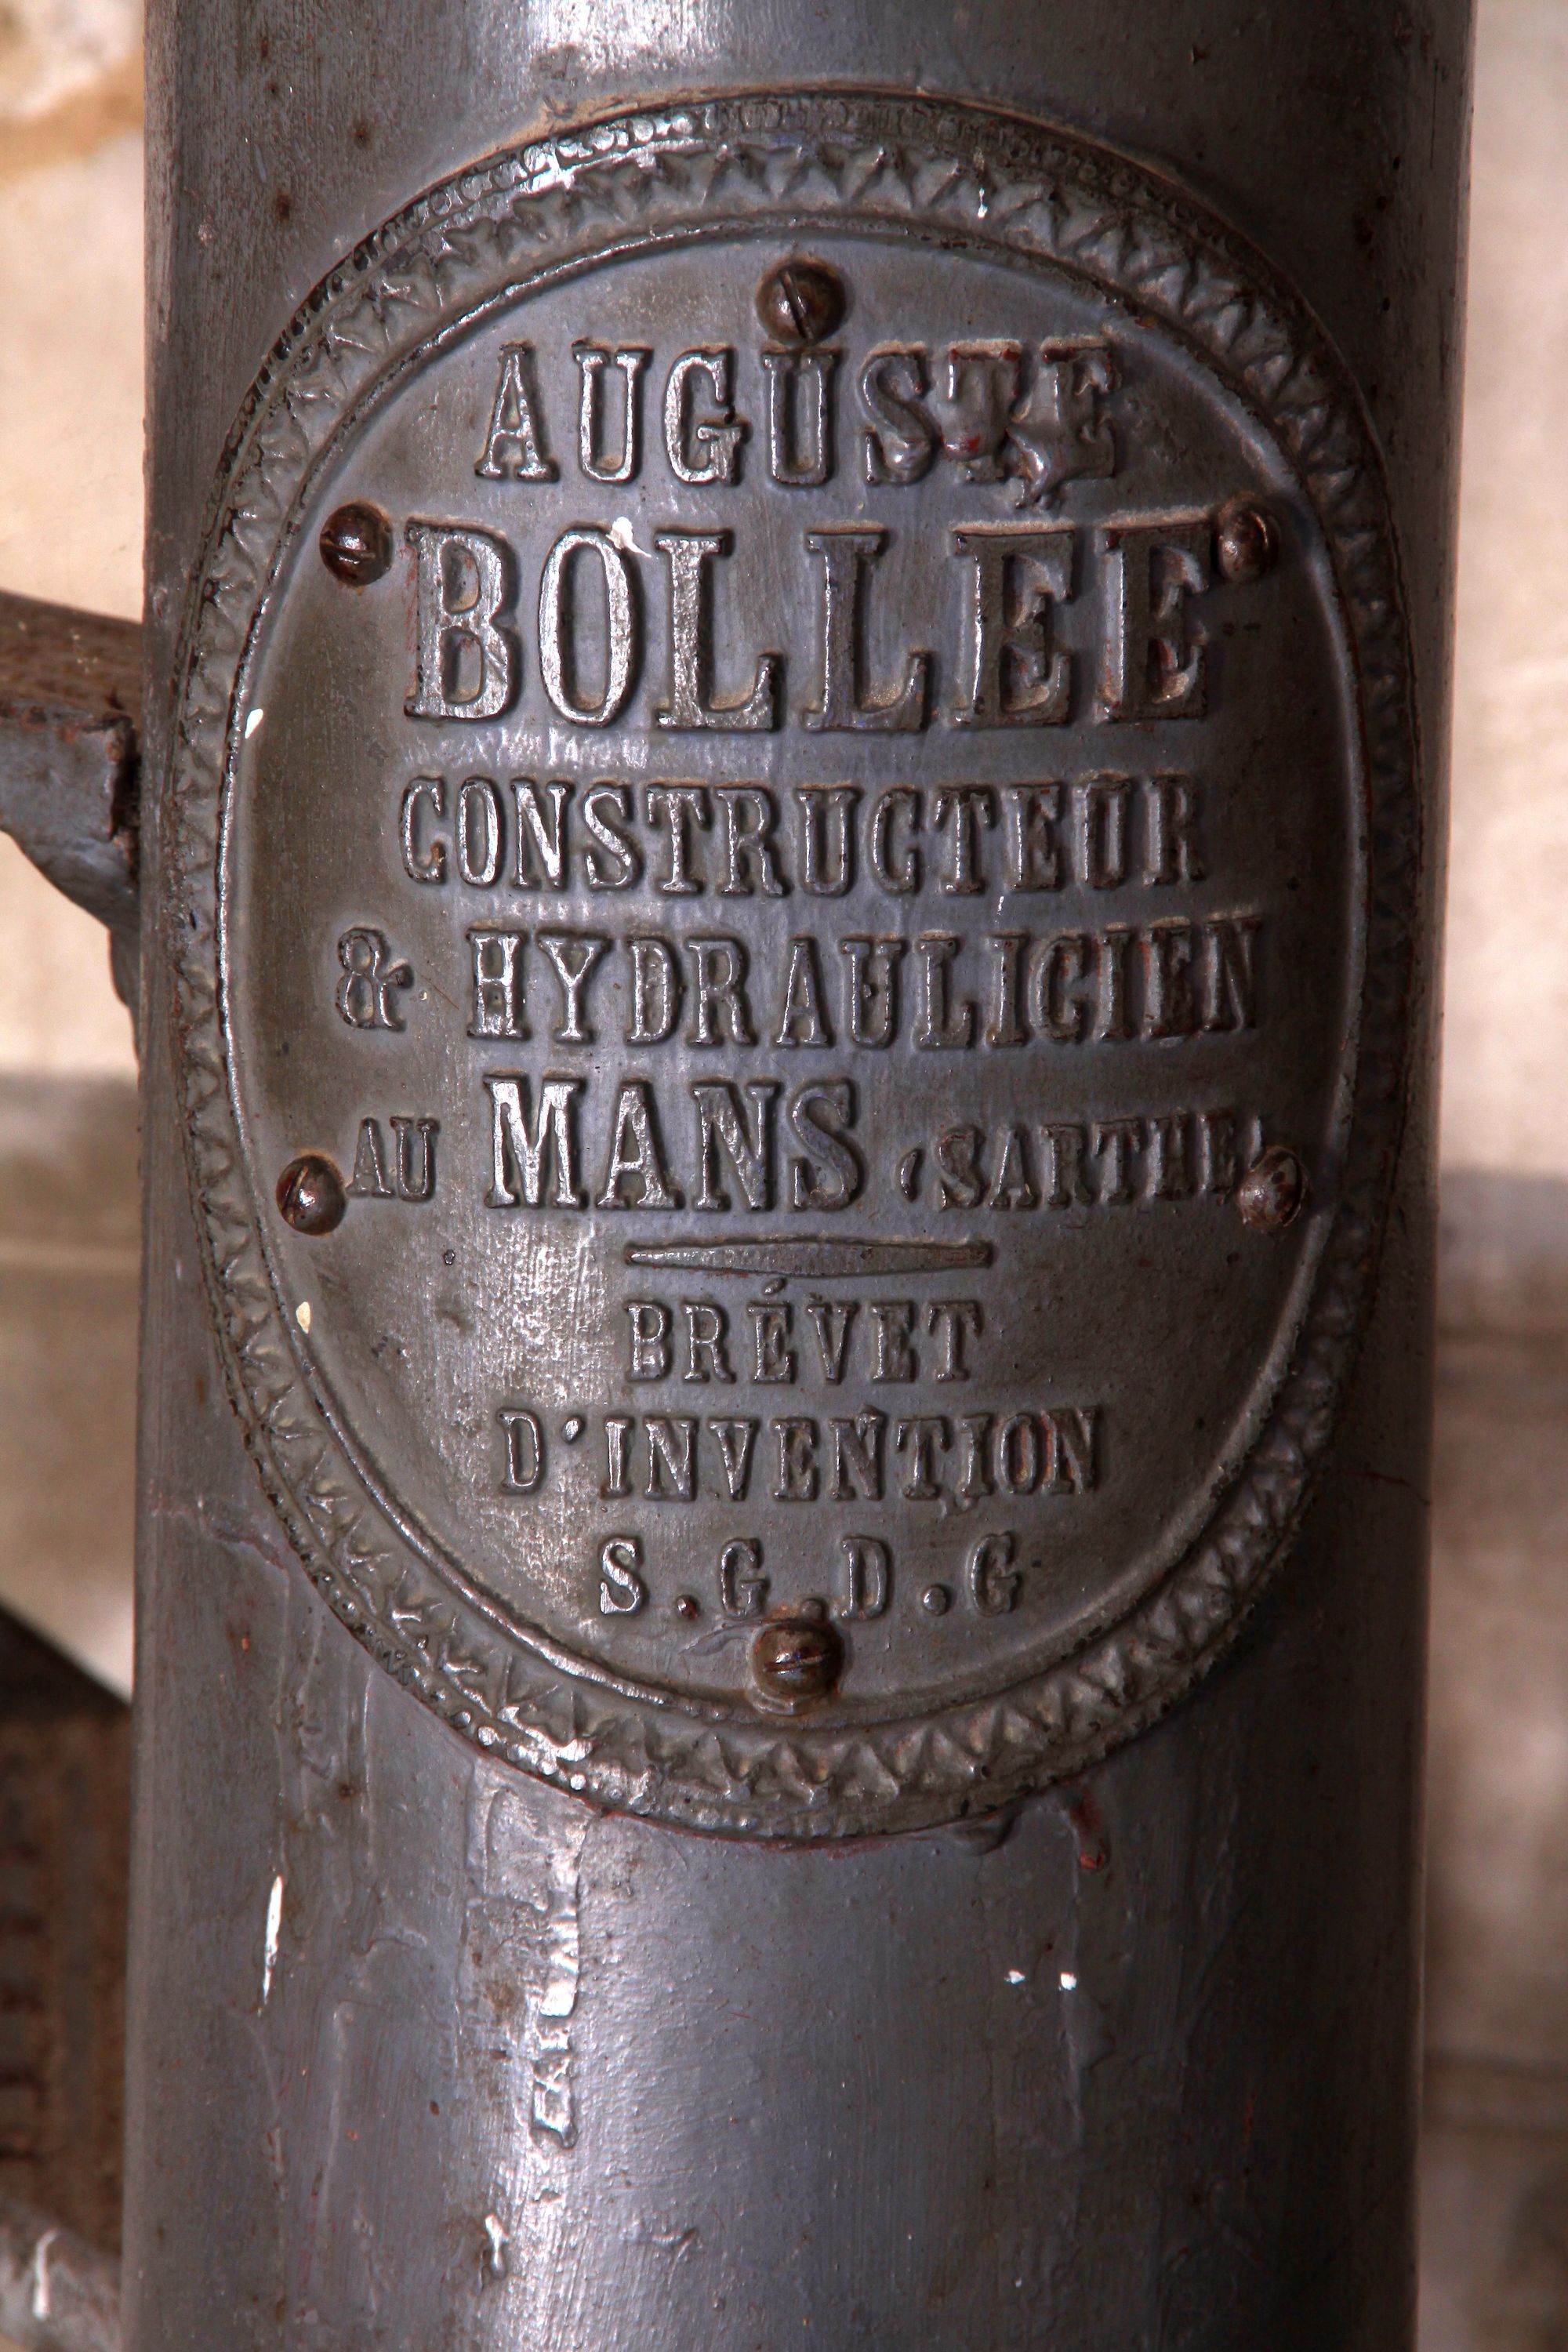 AUGUSTE
BOLLEE
CONSTRUCTEUR
& HYDRAULICIEN
AU MANS (SARTHE)
BRÉVET
D'INVENTION
S.G.D.G